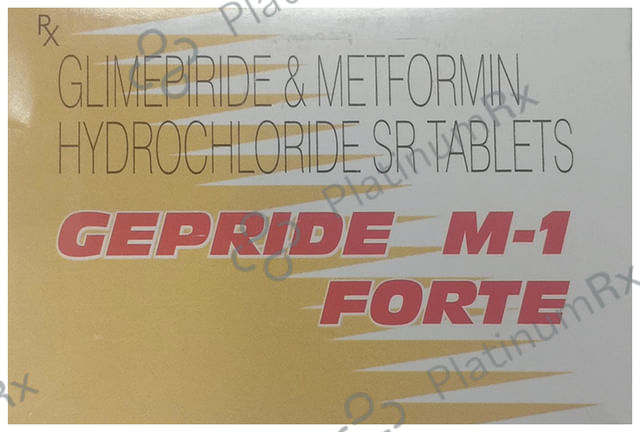 Rx
GLIMEPIRIDE & METFORMIN
HYDROCHLORIDE SR TABLETS
GEPRIDE M-1
FORTE
PlatinumRx
PlatinumRx
PlatinumRx